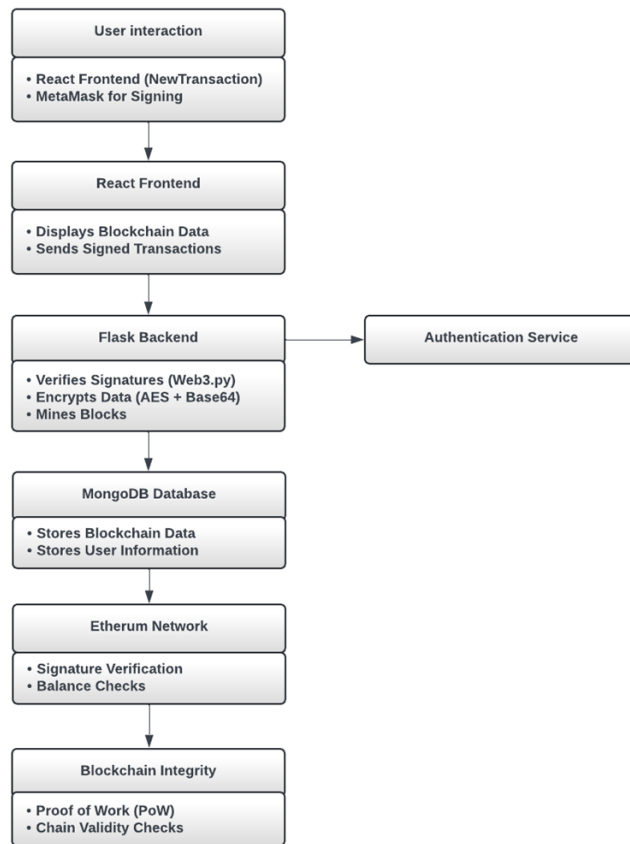 User interaction
• React Frontend (NewTransaction)
• MetaMask for Signing
React Frontend
• Displays Blockchain Data
• Sends Signed Transactions
Flask Backend
Authentication Service
• Verifies Signatures (Web3.py)
• Encrypts Data (AES + Base64)
• Mines Blocks
MongoDB Database
• Stores Blockchain Data
• Stores User Information
Etherum Network
• Signature Verification
• Balance Checks
Blockchain Integrity
• Proof of Work (PoW)
• Chain Validity Checks